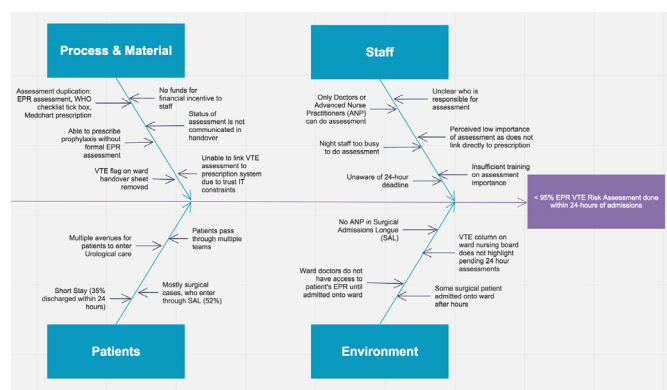 Process & Material
Staff
Assessment duplication:
EPR assessment, WHO
checklist tick box,
Medchart prescription
No funds for
financial incentive to
staff
Status of
assessment is not
communicated in
handover
Able to prescribe
prophylaxis without
formal EPR
assessment
Unable to link VTE
assessment to
prescription system
due to trust IT
constraints
VTE flag on ward
handover sheet
removed
Unclear who is
responsible for
assessment
Only Doctors or
Advanced Nurse
Practitioners (ANP)
can do assessment
Perceived low importance
of assessment as does not
link directly to prescription
Night staff too busy
to do assessment
Insufficient training
on assessment
importance
Unaware of 24-hour
deadline
< 95% EPR VTE Risk Assessment done
within 24-hours of admissions
Multiple avenues for
patients to enter
Urological care
Patients pass
through multiple
teams
Short Stay (35%
discharged within 24
hours)
Mostly surgical
cases, who enter
through SAL (52%)
No ANP in Surgical
Admissions Longue
(SAL)
VTE column on
ward nursing board
does not highlight
pending 24 hour
assessments
Ward doctors do not
have access to
patient's EPR until
admitted onto ward
Some surgical patient
admitted onto ward
after hours
Patients
Environment